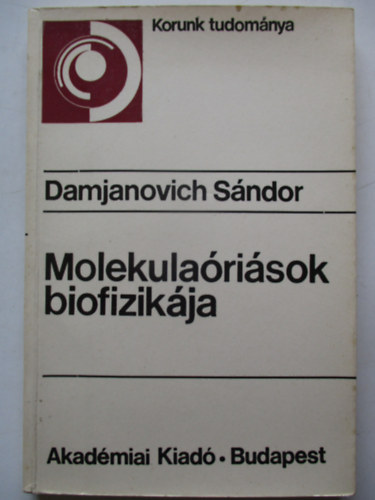 Korunk tudománya
Damjanovich Sándor
Molekulaóriások
biofizikája
Akadémiai Kiadó • Budapest